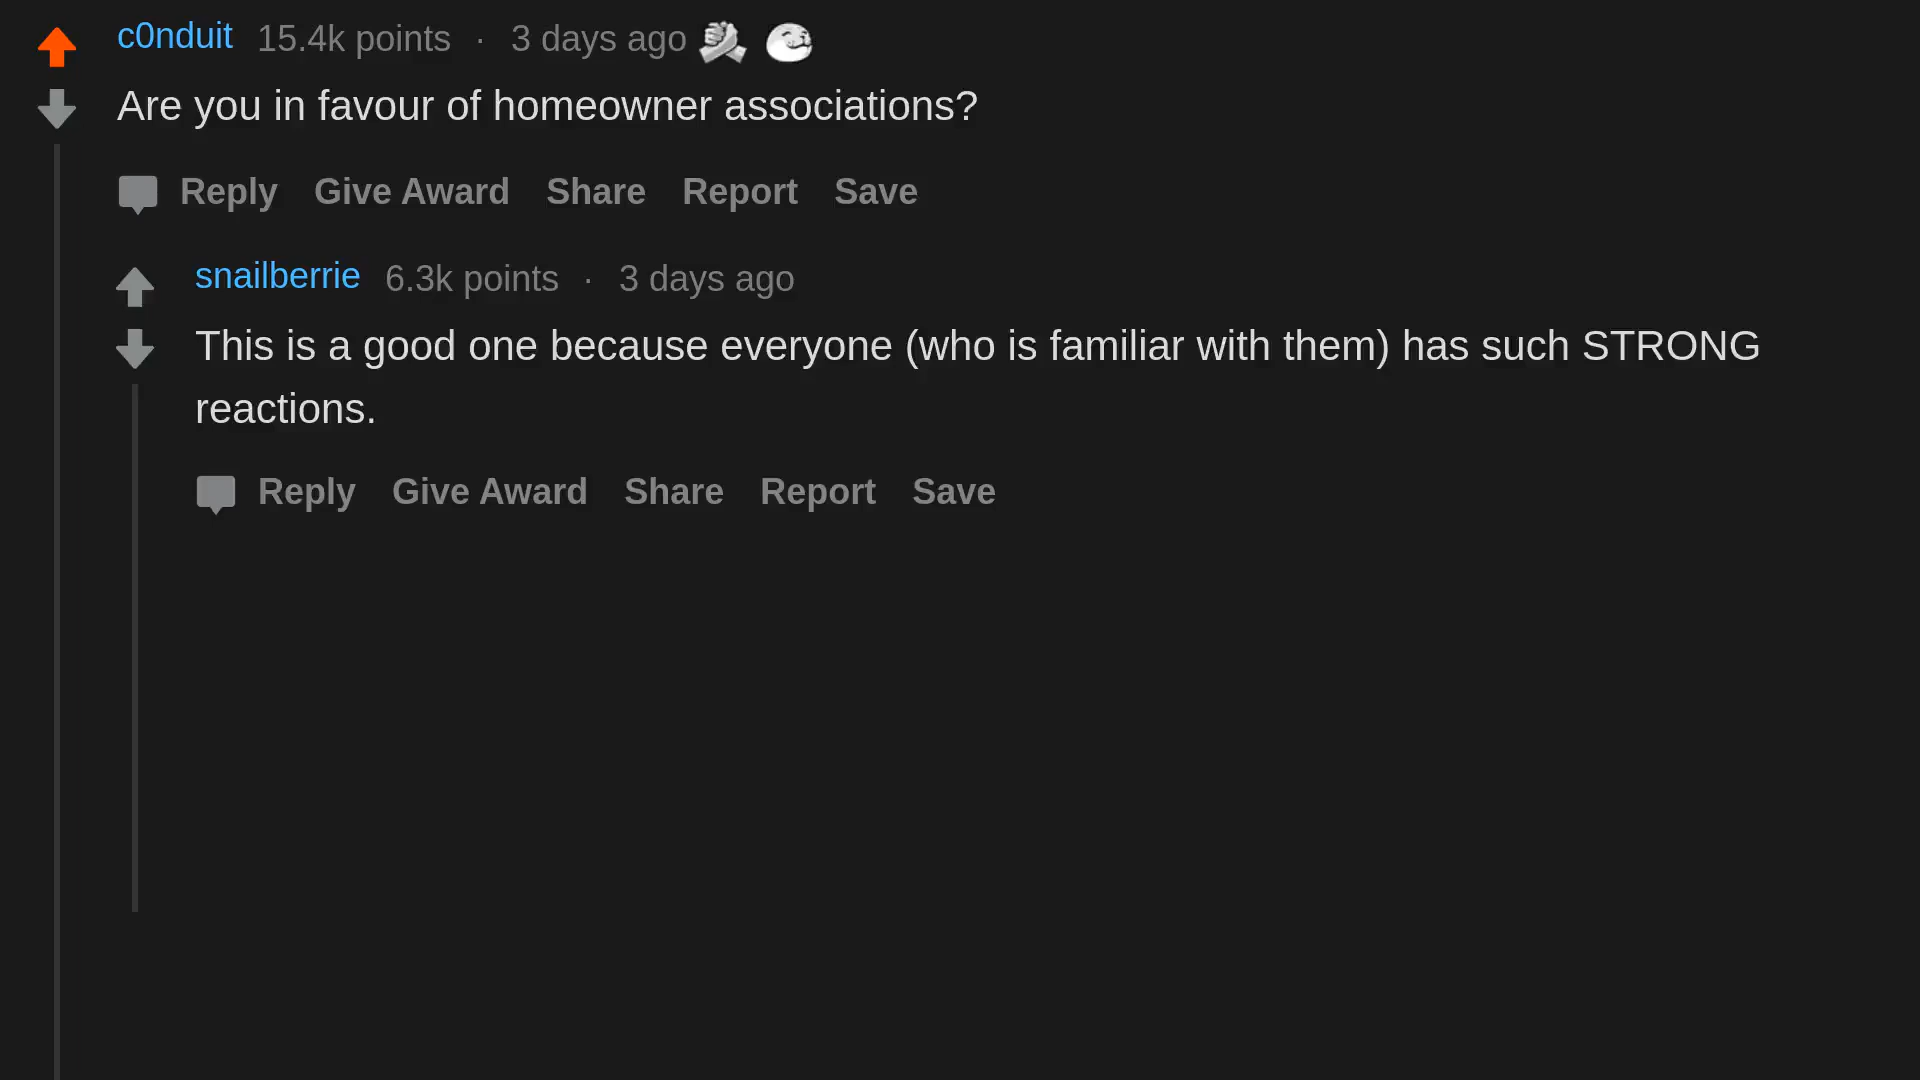 c0nduit 15.4k points · 3 days ago
Are you in favour of homeowner associations?
Reply Give Award Share Report Save
snailberrie 6.3k points · 3 days ago
This is a good one because everyone (who is familiar with them) has such STRONG
reactions.
Reply Give Award Share Report Save